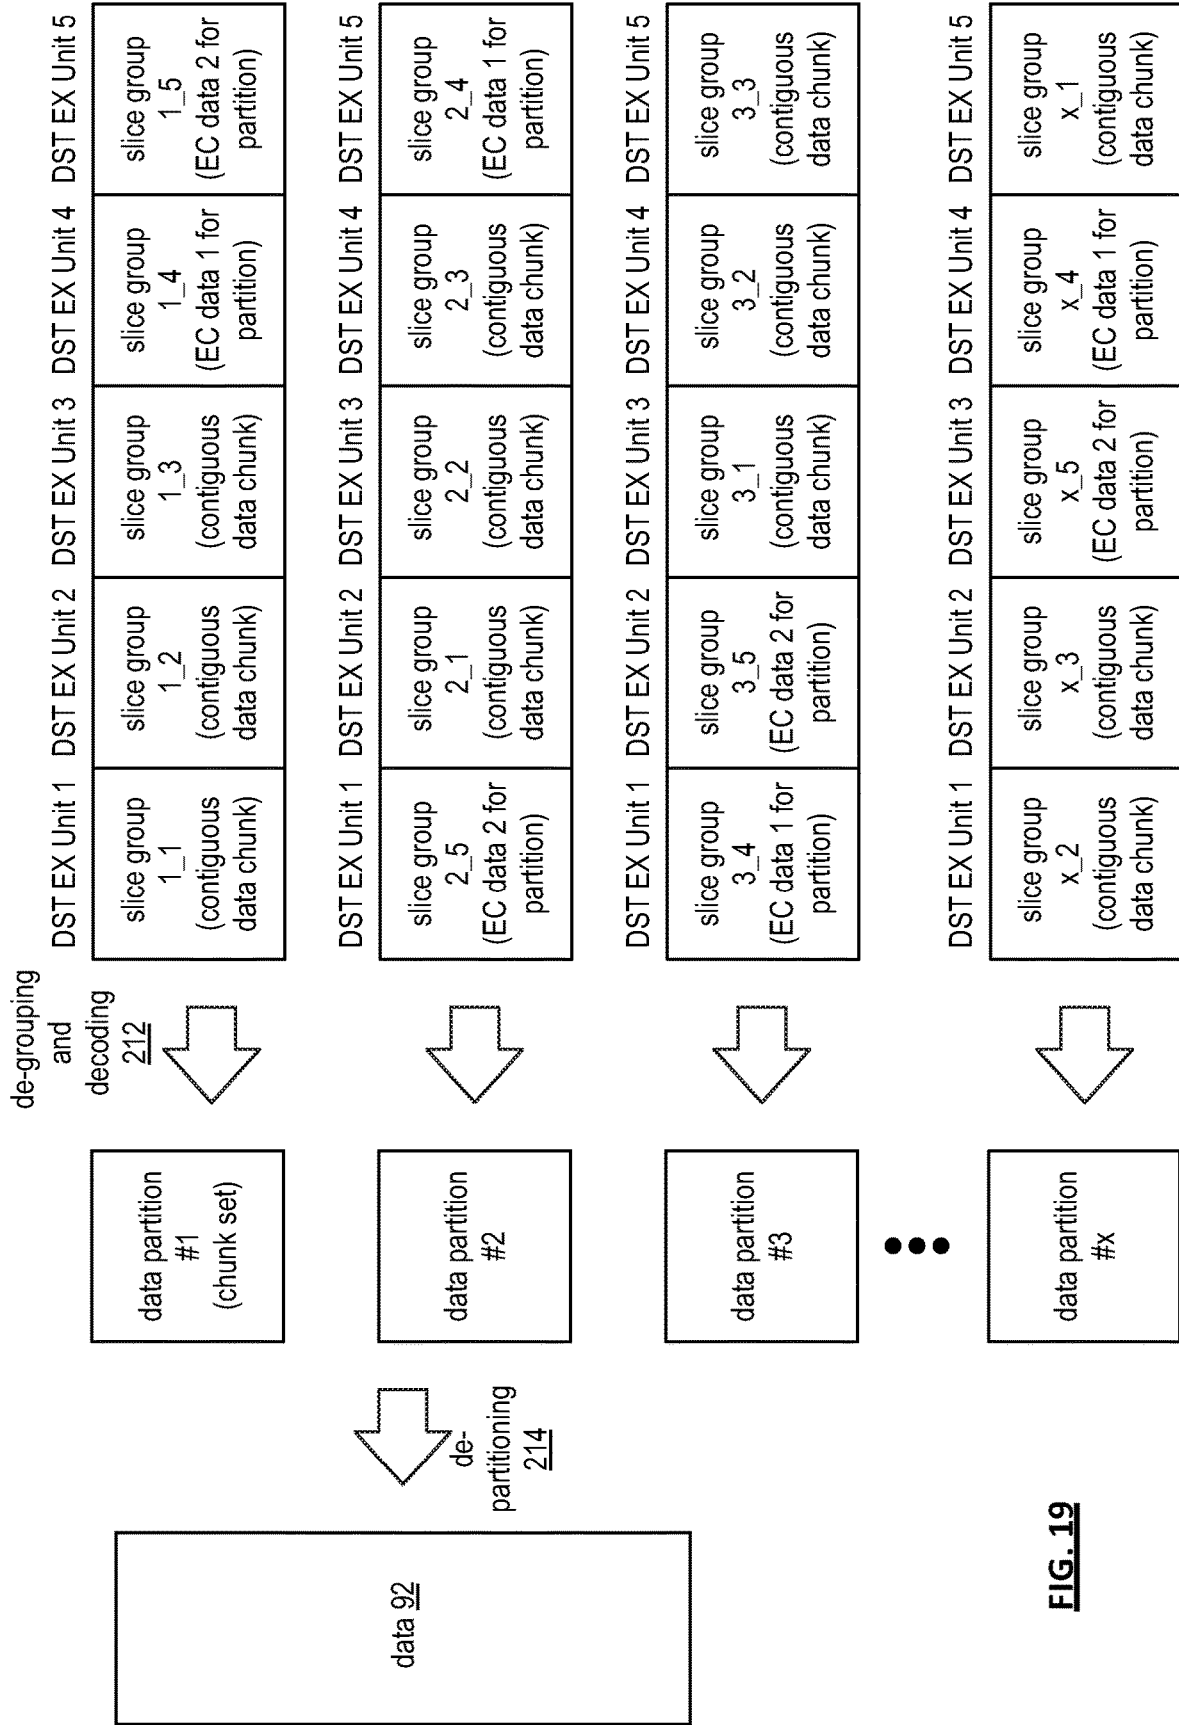 de-grouping
and
decoding
212
DST EX Unit 1
DST EX Unit 2
DST EX Unit 3
DST EX Unit 4
DST EX Unit 5
data partition
#1
(chunk set)
slice group
1_1
(contiguous
data chunk)
slice group
1_2
(contiguous
data chunk)
slice group
1_3
(contiguous
data chunk)
slice group
1_4
(EC data 1 for
partition)
slice group
1_5
(EC data 2 for
partition)
data 92
de-
partitioning
214
DST EX Unit 1
DST EX Unit 2
DST EX Unit 3
DST EX Unit 4
DST EX Unit 5
data partition
#2
slice group
2_5
(EC data 2 for
partition)
slice group
2_1
(contiguous
data chunk)
slice group
2_2
(contiguous
data chunk)
slice group
2_3
(contiguous
data chunk)
slice group
2_4
(EC data 1 for
partition)
DST EX Unit 1
DST EX Unit 2
DST EX Unit 3
DST EX Unit 4
DST EX Unit 5
data partition
#3
slice group
3_4
(EC data 1 for
partition)
slice group
3_5
(EC data 2 for
partition)
slice group
3_1
(contiguous
data chunk)
slice group
3_2
(contiguous
data chunk)
slice group
3_3
(contiguous
data chunk)
DST EX Unit 1
DST EX Unit 2
DST EX Unit 3
DST EX Unit 4
DST EX Unit 5
data partition
#x
slice group
x_2
(contiguous
data chunk)
slice group
x_3
(contiguous
data chunk)
slice group
x_5
(EC data 2 for
partition)
slice group
x_4
(EC data 1 for
partition)
slice group
x_1
(contiguous
data chunk)
FIG. 19